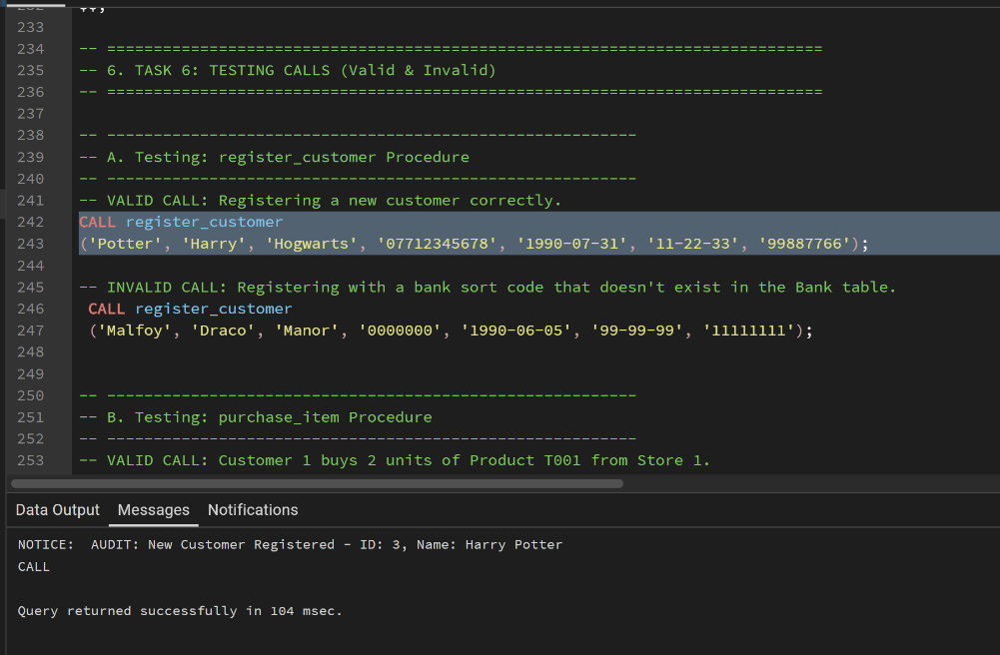 233
234 -- =============================================================================
235 -- 6. TASK 6: TESTING CALLS (Valid & Invalid)
236 -- =============================================================================
237
238 -- ---------------------------------------------------------
239 -- A. Testing: register_customer Procedure
240 -- ---------------------------------------------------------
241 -- VALID CALL: Registering a new customer correctly.
242 CALL register_customer
243 ('Potter', 'Harry', 'Hogwarts', '07712345678', '1990-07-31', '11-22-33', '99887766');
244
245 -- INVALID CALL: Registering with a bank sort code that doesn't exist in the Bank table.
246 CALL register_customer
247 ('Malfoy', 'Draco', 'Manor', '0000000', '1990-06-05', '99-99-99', '11111111');
248
249
250 -- ---------------------------------------------------------
251 -- B. Testing: purchase_item Procedure
252 -- ---------------------------------------------------------
253 -- VALID CALL: Customer 1 buys 2 units of Product T001 from Store 1.
Data Output Messages Notifications
NOTICE:  AUDIT: New Customer Registered - ID: 3, Name: Harry Potter
CALL
Query returned successfully in 104 msec.